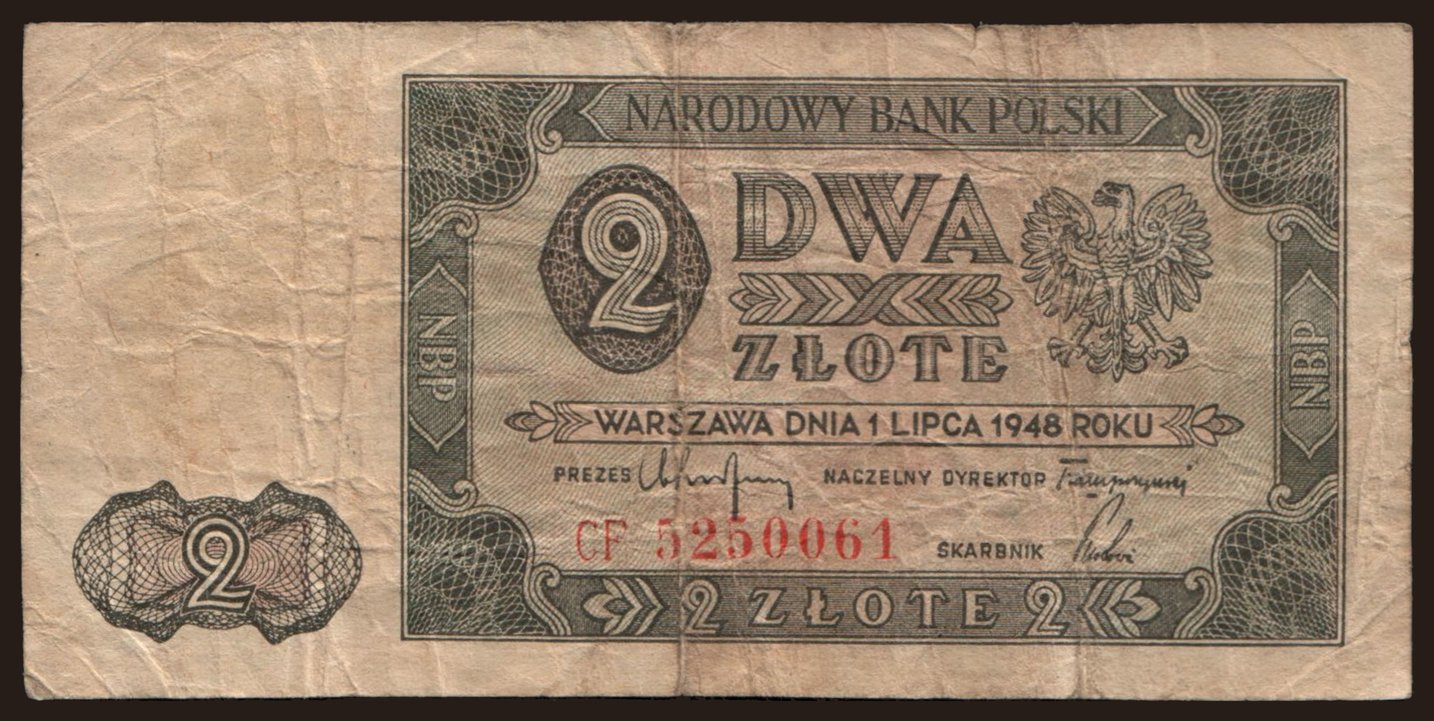 NARODOWY BANK POLSKI
2
DWA
ZŁOTE
NBP
NBP
WARSZAWA DNIA 1 LIPCA 1948 ROKU
PREZES NACZELNY DYREKTOR
CF 5250061 SKARBNIK
2
2 ZŁOTE 2